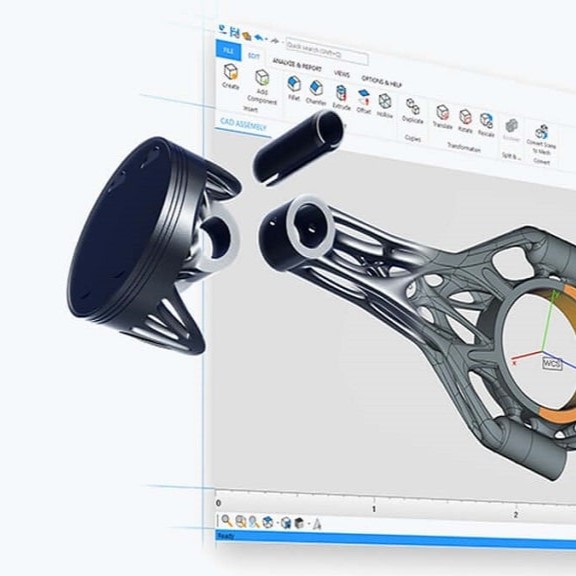 Quick search (Shift+Q)
FILE EDIT ANALYZE & REPORT VIEWS OPTIONS & HELP
Create Add Component Fillet Chamfer Extrude Offset Hollow Duplicate Translate Rotate Rescale Convert Scene to Mesh
Insert Copies Transformation Split & ... Convert
CAD ASSEMBLY
Y
X
WCS
0 1 2
Ready